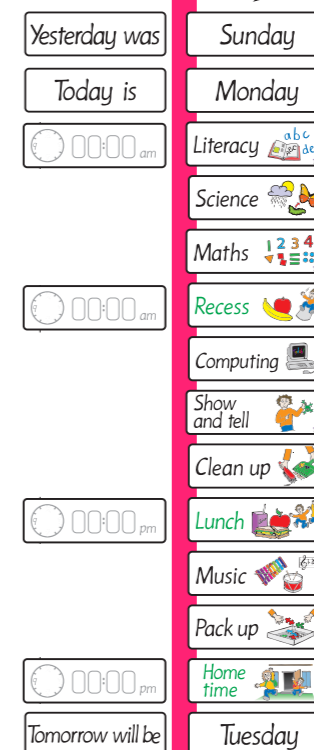 Yesterday was Sunday
Today is Monday
00:00 am Literacy abc
Science
Maths 1 2 3 4
00:00 am Recess
Computing
Show
and tell
Clean up
00:00 pm Lunch
Music
Pack up
00:00 pm Home
time
Tomorrow will be Tuesday